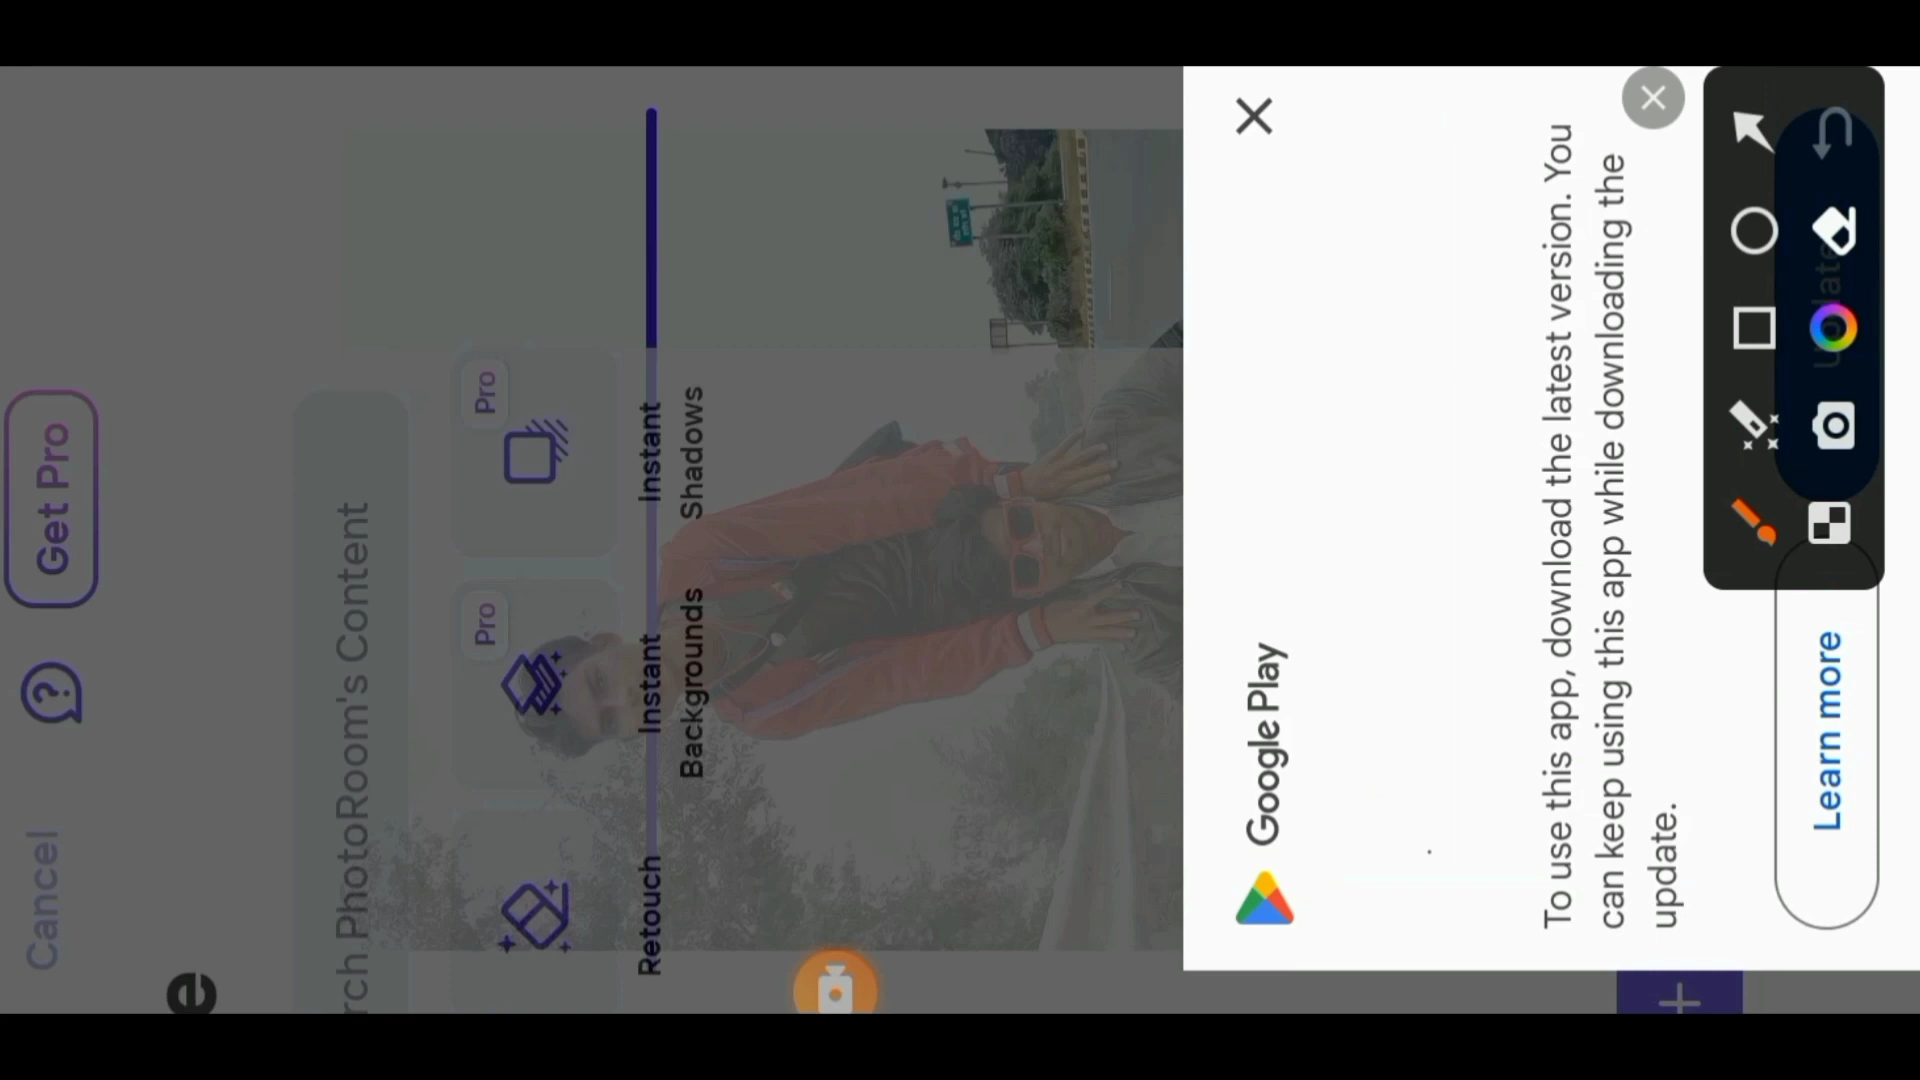 Cancel
Get Pro
e
rch PhotoRoom's Content
Pro
Pro
Retouch
Instant
Backgrounds
Instant
Shadows
Google Play
To use this app, download the latest version. You
can keep using this app while downloading the
update.
Learn more
Update